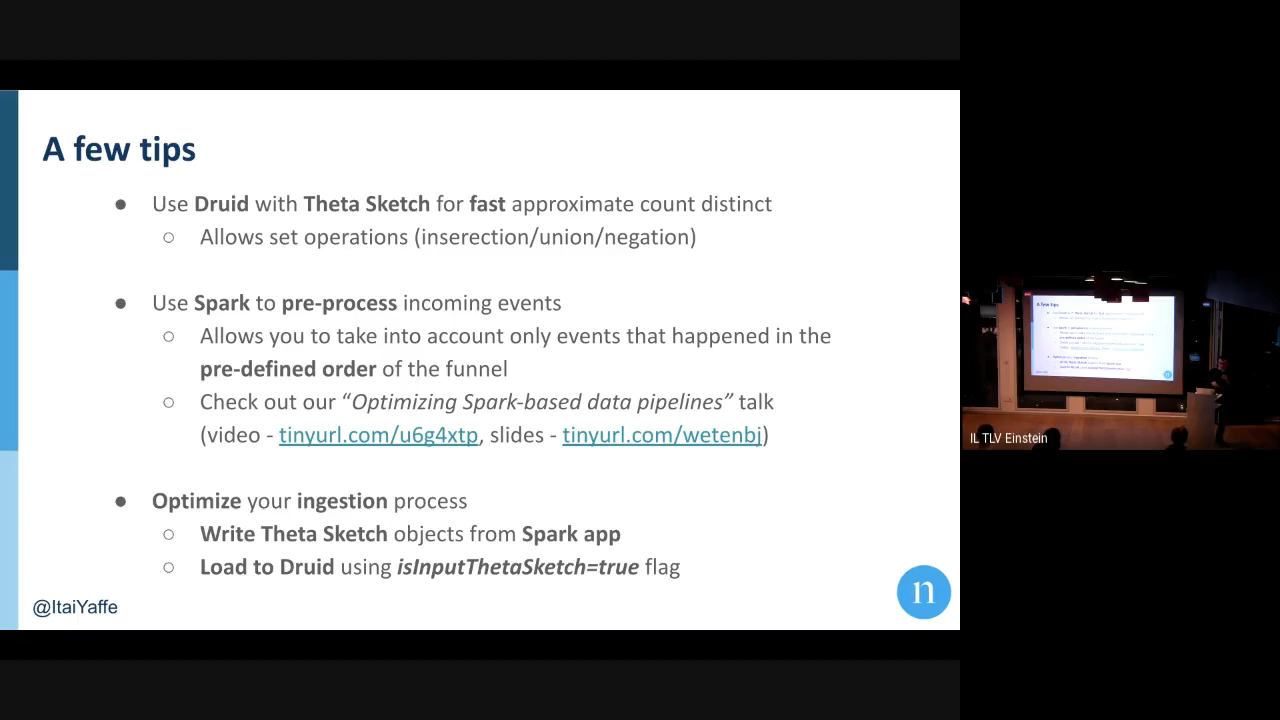 A few tips
● Use Druid with Theta Sketch for fast approximate count distinct
○ Allows set operations (inserection/union/negation)
● Use Spark to pre-process incoming events
○ Allows you to take into account only events that happened in the
pre-defined order of the funnel
○ Check out our “Optimizing Spark-based data pipelines” talk
(video - tinyurl.com/u6g4xtp, slides - tinyurl.com/wetenbj)
● Optimize your ingestion process
○ Write Theta Sketch objects from Spark app
○ Load to Druid using isInputThetaSketch=true flag
@ItaiYaffe
n
A few tips
IL TLV Einstein